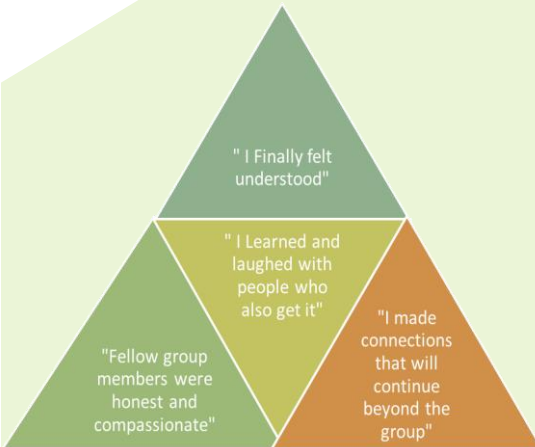 " I Finally felt
understood"
" I Learned and
laughed with
people who
also get it"
"Fellow group
members were
honest and
compassionate"
"I made
connections
that will
continue
beyond the
group"